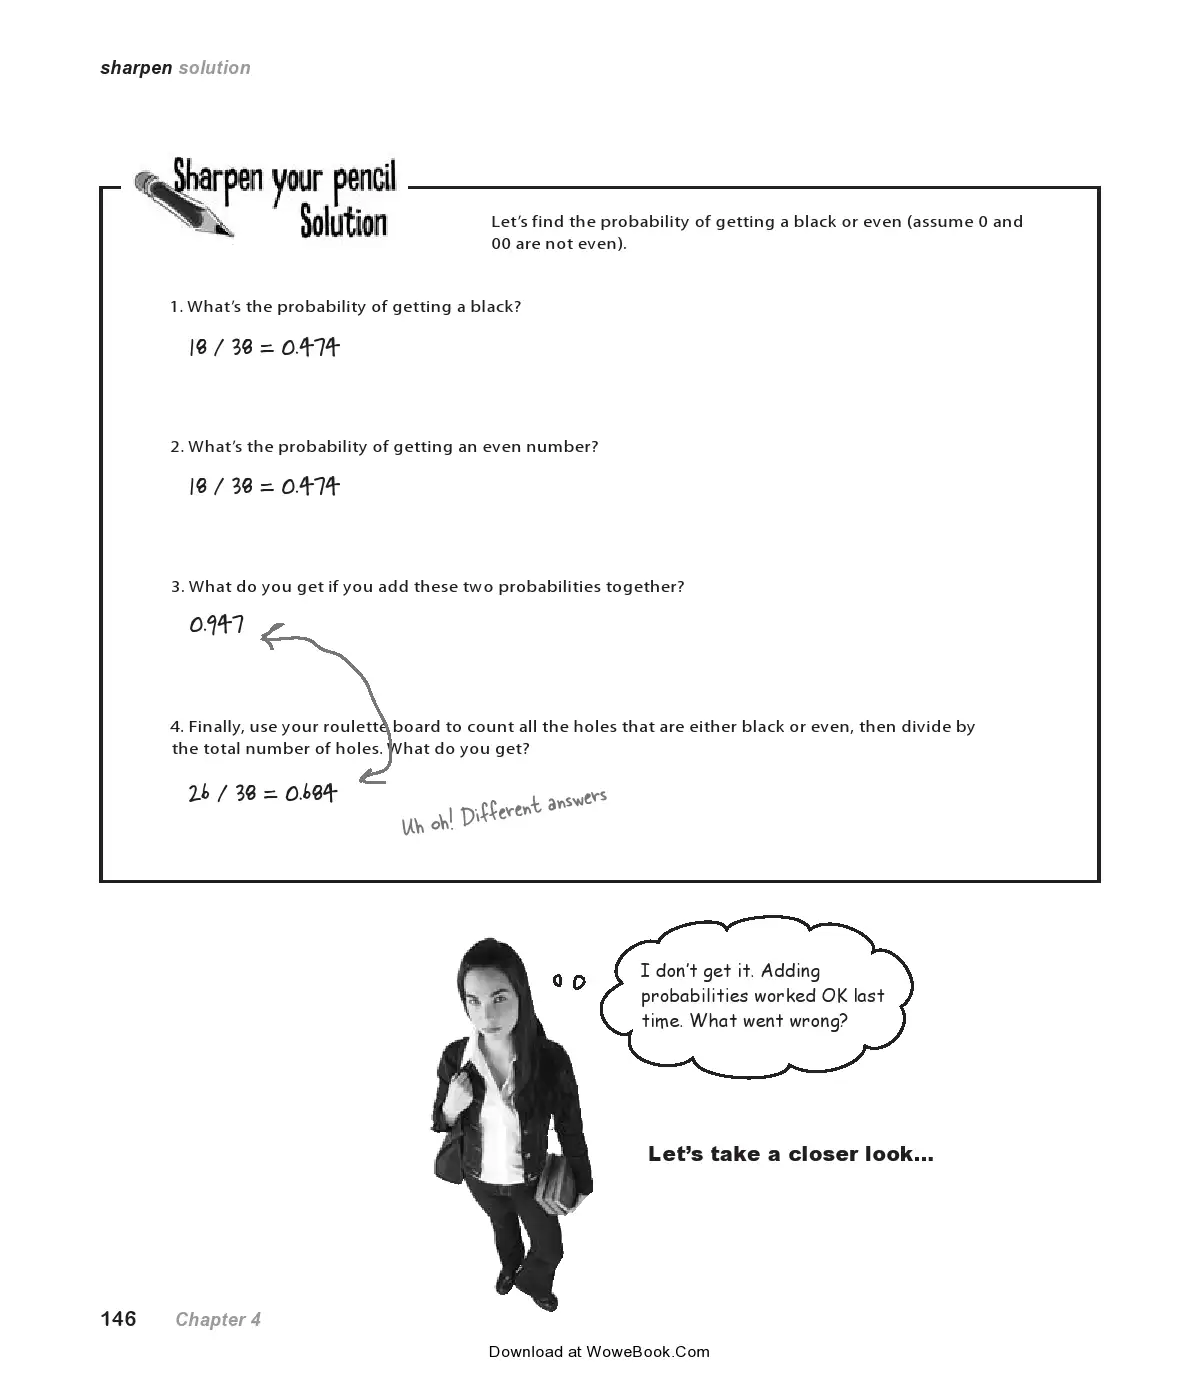 sharpen solution
Sharpen your pencil
Solution
Let's find the probability of getting a black or even (assume 0 and
00 are not even).
1. What's the probability of getting a black?
18 / 38 = 0.474
2. What's the probability of getting an even number?
18 / 38 = 0.474
3. What do you get if you add these two probabilities together?
0.947
4. Finally, use your roulette board to count all the holes that are either black or even, then divide by
the total number of holes. What do you get?
26 / 38 = 0.684
Uh oh! Different answers
I don't get it. Adding
probabilities worked OK last
time. What went wrong?
Let's take a closer look...
146 Chapter 4
Download at WoweBook.Com